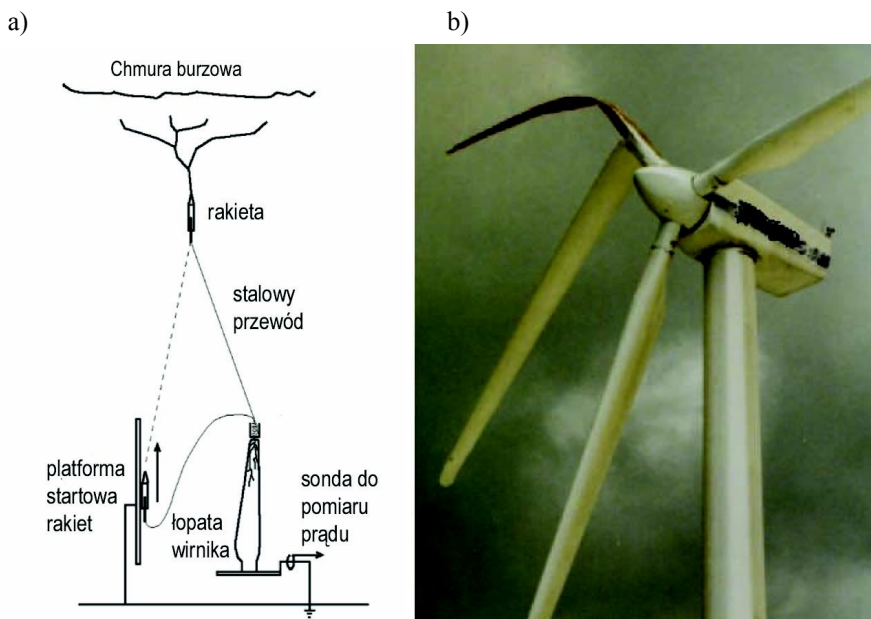 a)
b)
Chmura burzowa
rakieta
stalowy
przewód
platforma
startowa
rakiet
łopata
wirnika
sonda do
pomiaru
prądu